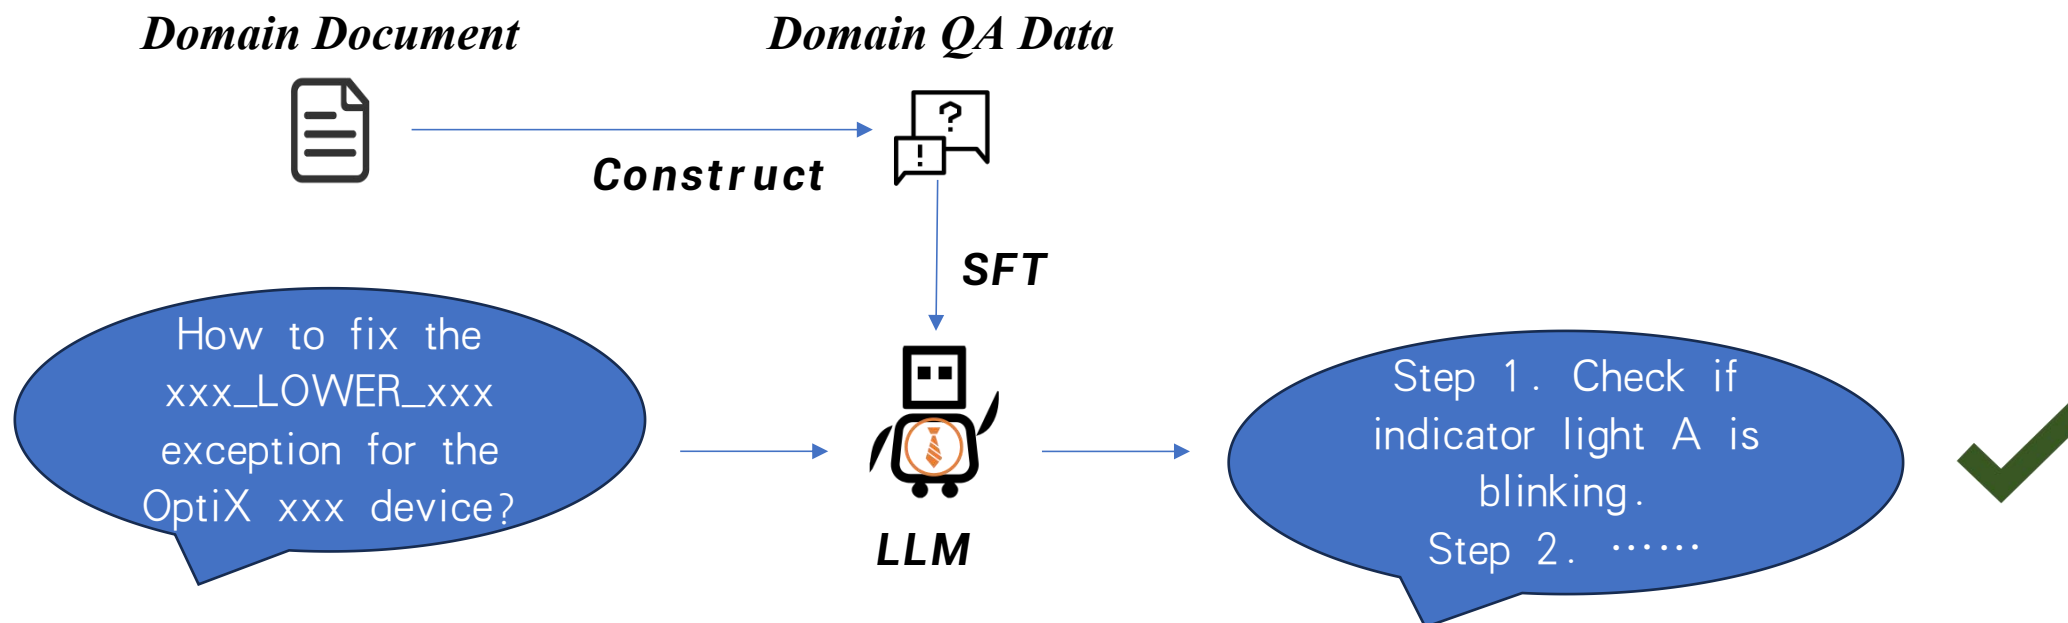 Domain Document
Domain QA Data
?
!
Construct
SFT
How to fix the
xxx_LOWER_xxx
exception for the
OptiX xxx device?
LLM
Step 1. Check if
indicator light A is
blinking.
Step 2. ······